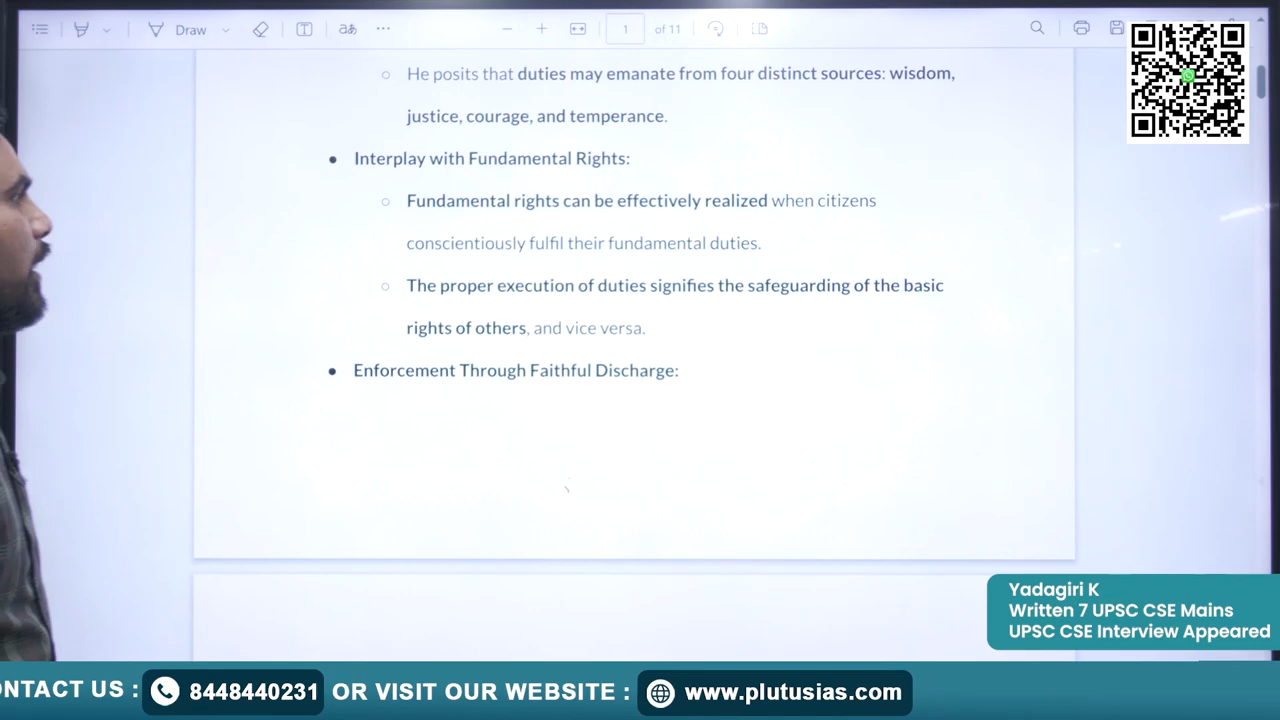 Draw
1 of 11
He posits that duties may emanate from four distinct sources: wisdom,
justice, courage, and temperance.
Interplay with Fundamental Rights:
Fundamental rights can be effectively realized when citizens
conscientiously fulfil their fundamental duties.
The proper execution of duties signifies the safeguarding of the basic
rights of others, and vice versa.
Enforcement Through Faithful Discharge:
Yadagiri K
Written 7 UPSC CSE Mains
UPSC CSE Interview Appeared
ONTACT US : 8448440231 OR VISIT OUR WEBSITE : www.plutusias.com